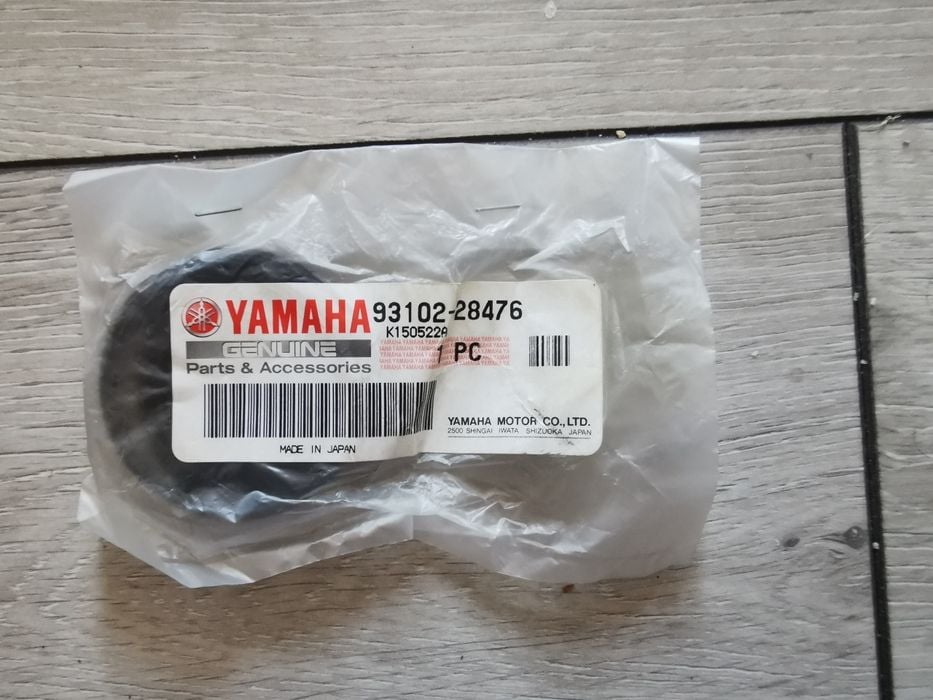 YAMAHA 93102-28476
K150522A
GENUINE
1 PC
Parts & Accessories
YAMAHA MOTOR CO.,LTD.
2500 SHINGAI IWATA SHIZUOKA JAPAN
MADE IN JAPAN